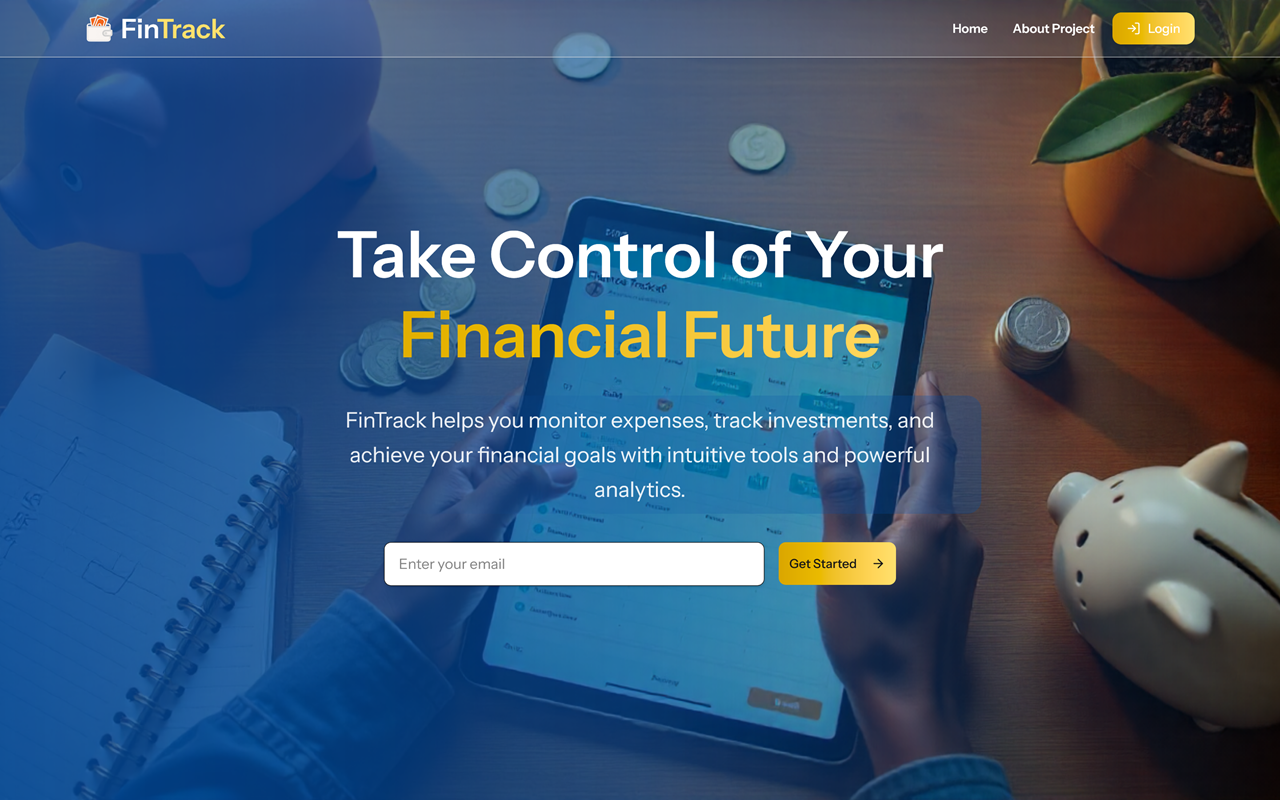 FinTrack
Home
About Project
Login
Take Control of Your
Financial Future
FinTrack helps you monitor expenses, track investments, and
achieve your financial goals with intuitive tools and powerful
analytics.
Enter your email
Get Started